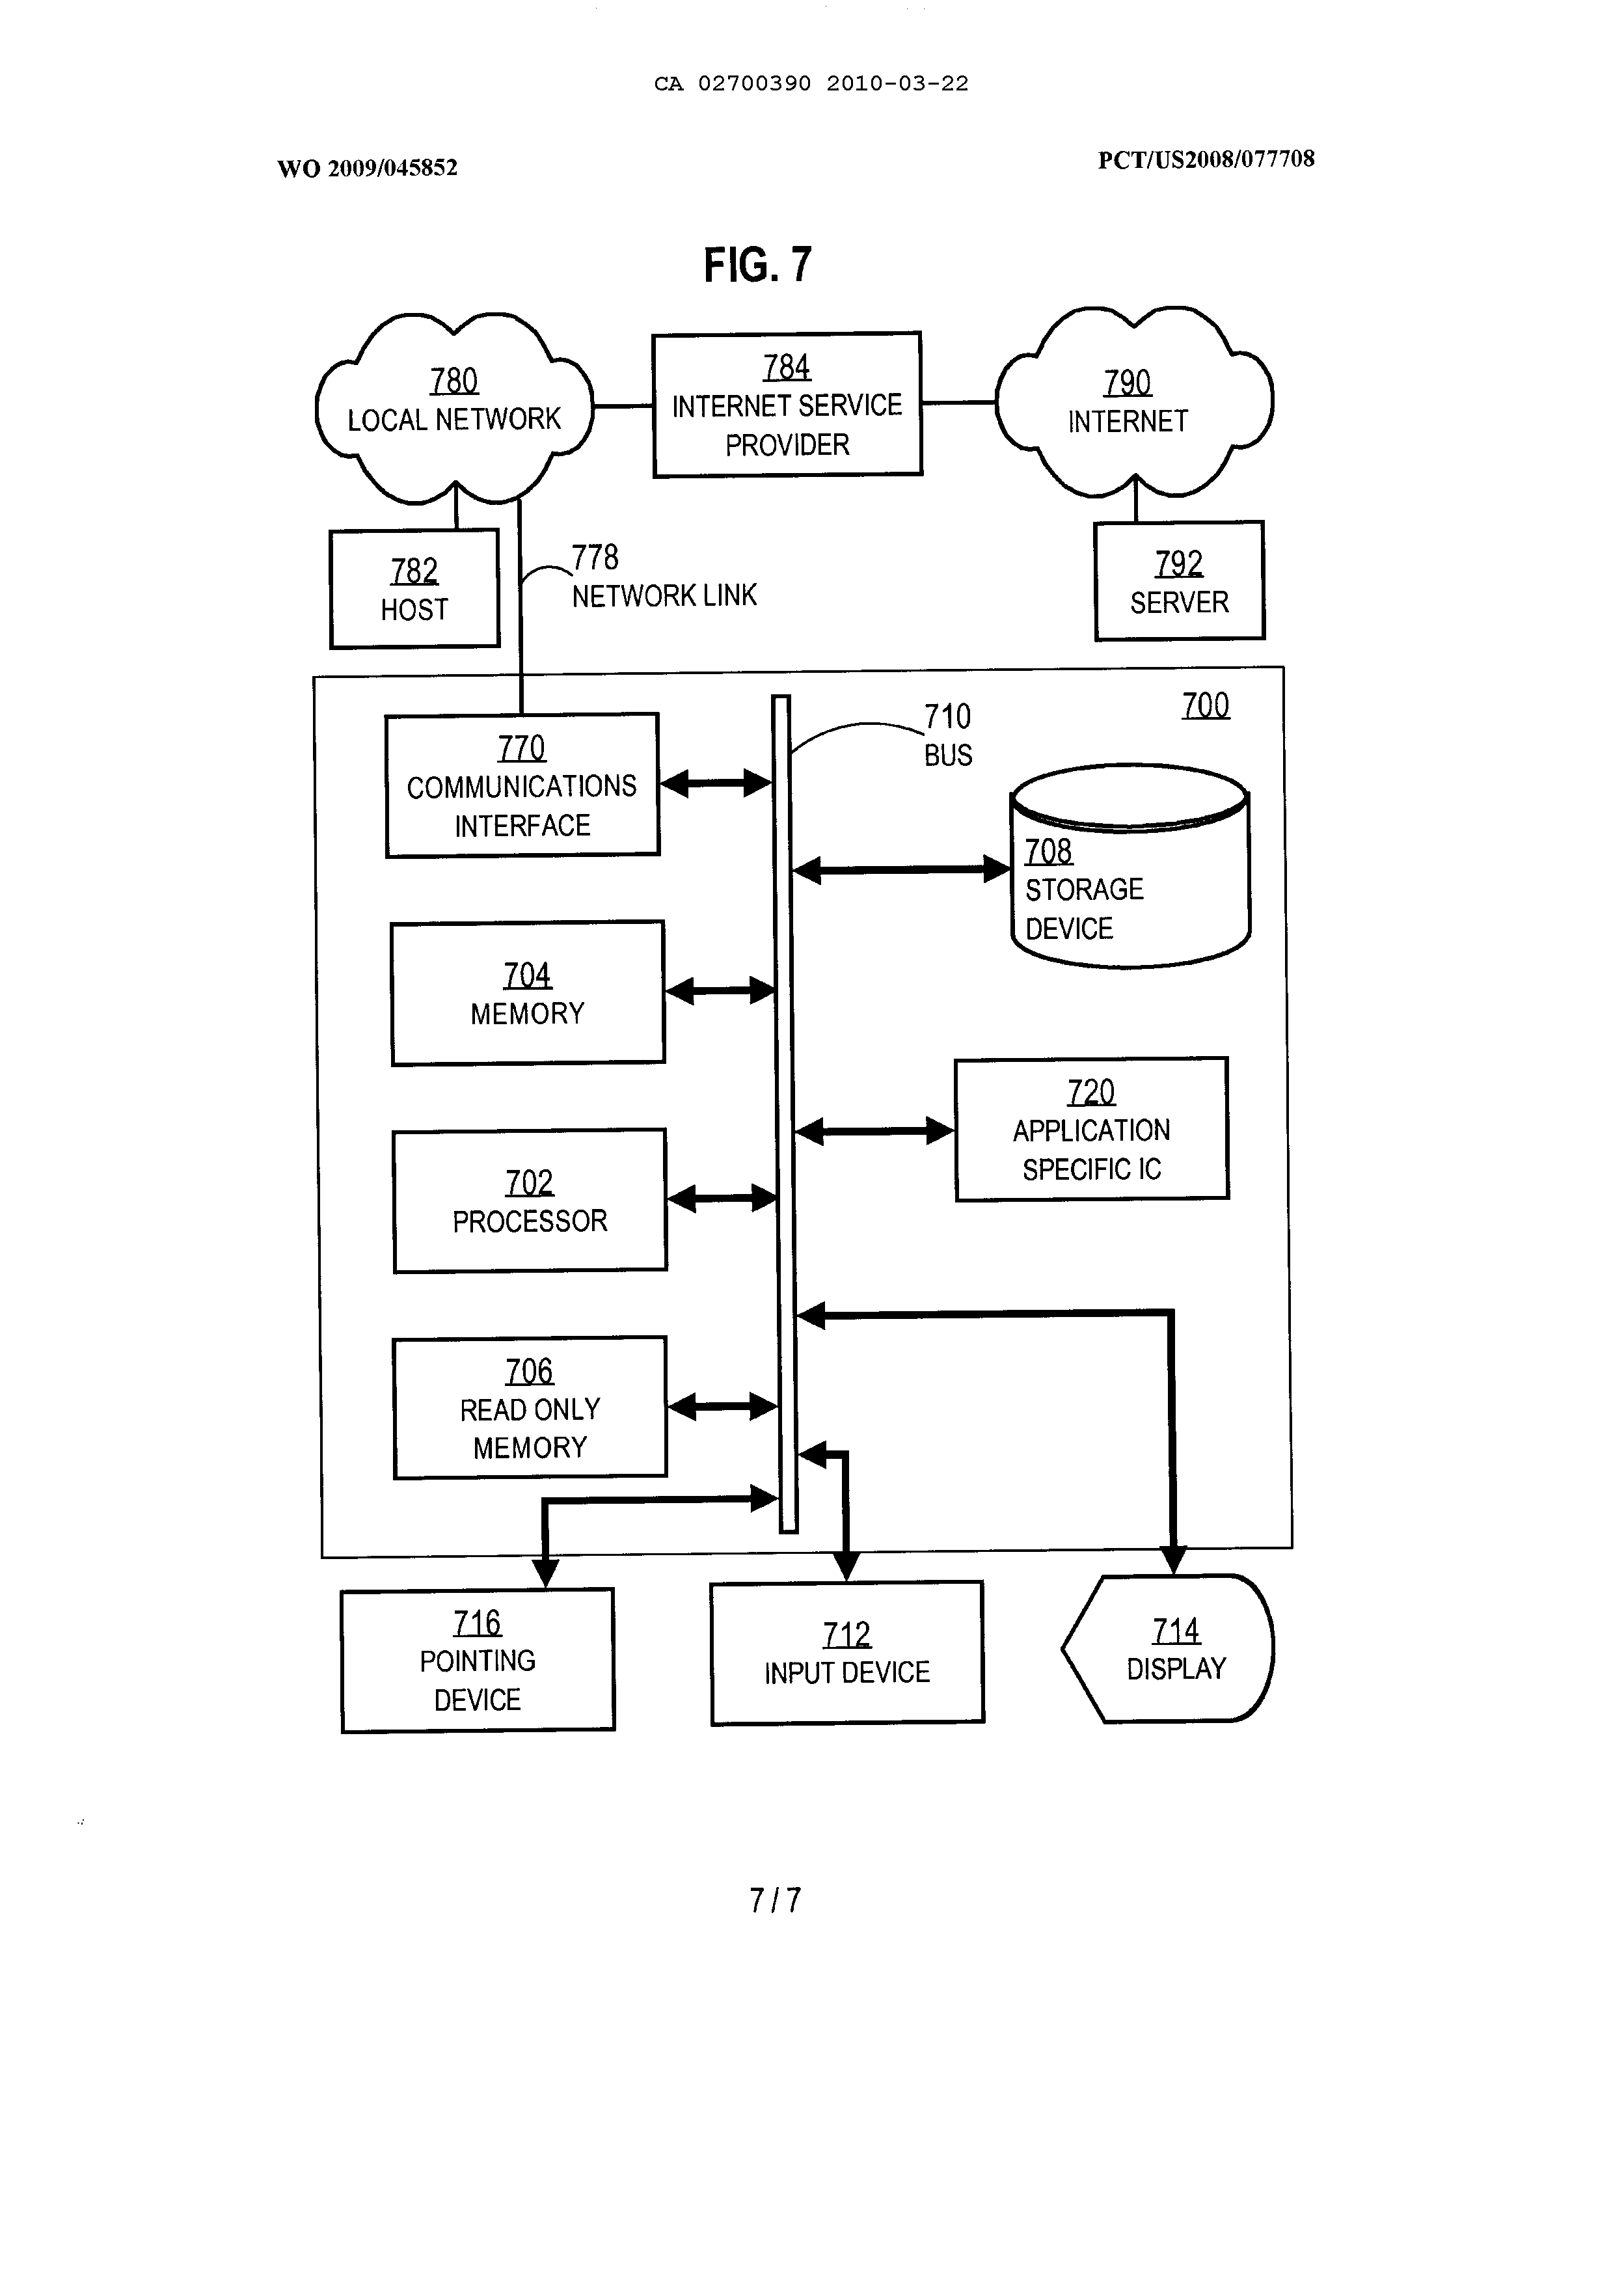 CA 02700390 2010-03-22
WO 2009/045852
PCT/US2008/077708
FIG. 7
780
LOCAL NETWORK
784
INTERNET SERVICE
PROVIDER
790
INTERNET
782
HOST
778
NETWORK LINK
792
SERVER
700
710
BUS
770
COMMUNICATIONS
INTERFACE
708
STORAGE
DEVICE
704
MEMORY
720
APPLICATION
SPECIFIC IC
702
PROCESSOR
706
READ ONLY
MEMORY
716
POINTING
DEVICE
712
INPUT DEVICE
714
DISPLAY
7 / 7